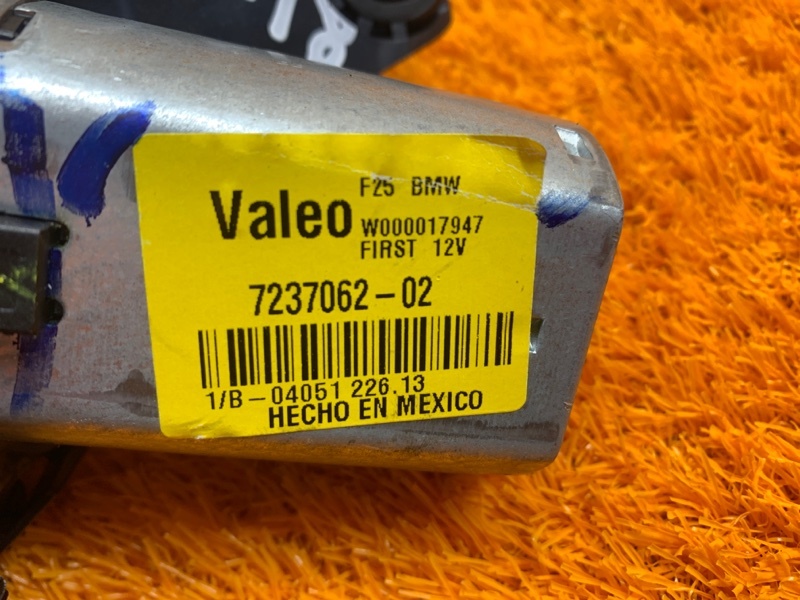 F25 BMW
Valeo
W000017947
FIRST 12V
7237062-02
1/B-04051 226.13
HECHO EN MEXICO